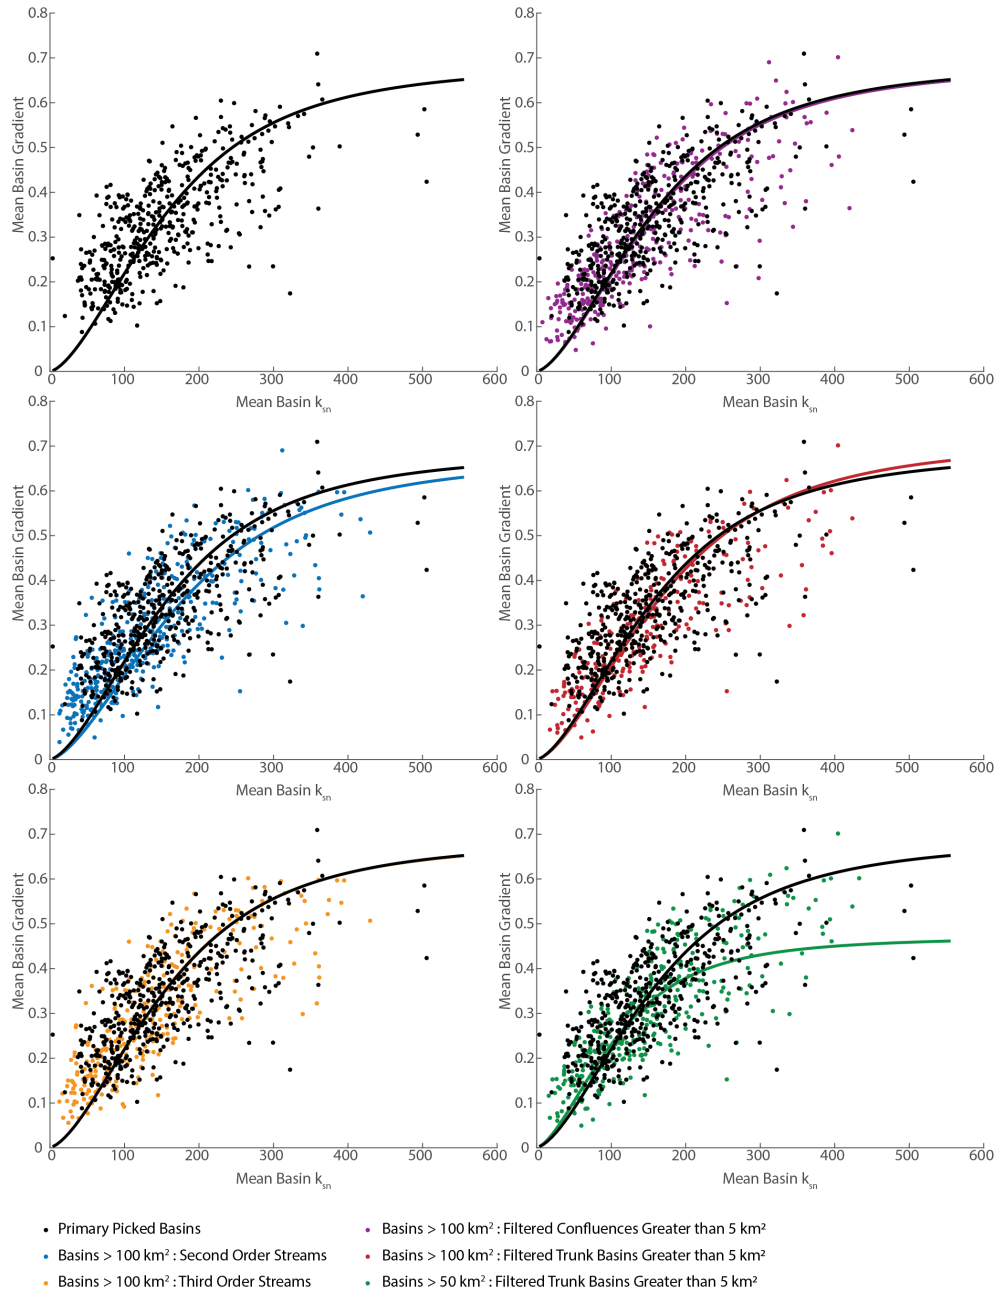 0.8
0.7
0.6
0.5
0.4
0.3
0.2
0.1
0
Mean Basin Gradient
0 100 200 300 400 500 600
Mean Basin ksn
0.8
0.7
0.6
0.5
0.4
0.3
0.2
0.1
0
Mean Basin Gradient
0 100 200 300 400 500 600
Mean Basin ksn
0.8
0.7
0.6
0.5
0.4
0.3
0.2
0.1
0
Mean Basin Gradient
0 100 200 300 400 500 600
Mean Basin ksn
0.8
0.7
0.6
0.5
0.4
0.3
0.2
0.1
0
Mean Basin Gradient
0 100 200 300 400 500 600
Mean Basin ksn
0.8
0.7
0.6
0.5
0.4
0.3
0.2
0.1
0
Mean Basin Gradient
0 100 200 300 400 500 600
Mean Basin ksn
0.8
0.7
0.6
0.5
0.4
0.3
0.2
0.1
0
Mean Basin Gradient
0 100 200 300 400 500 600
Mean Basin ksn
Primary Picked Basins
Basins > 100 km² : Second Order Streams
Basins > 100 km² : Third Order Streams
Basins > 100 km² : Filtered Confluences Greater than 5 km²
Basins > 100 km² : Filtered Trunk Basins Greater than 5 km²
Basins > 50 km² : Filtered Trunk Basins Greater than 5 km²